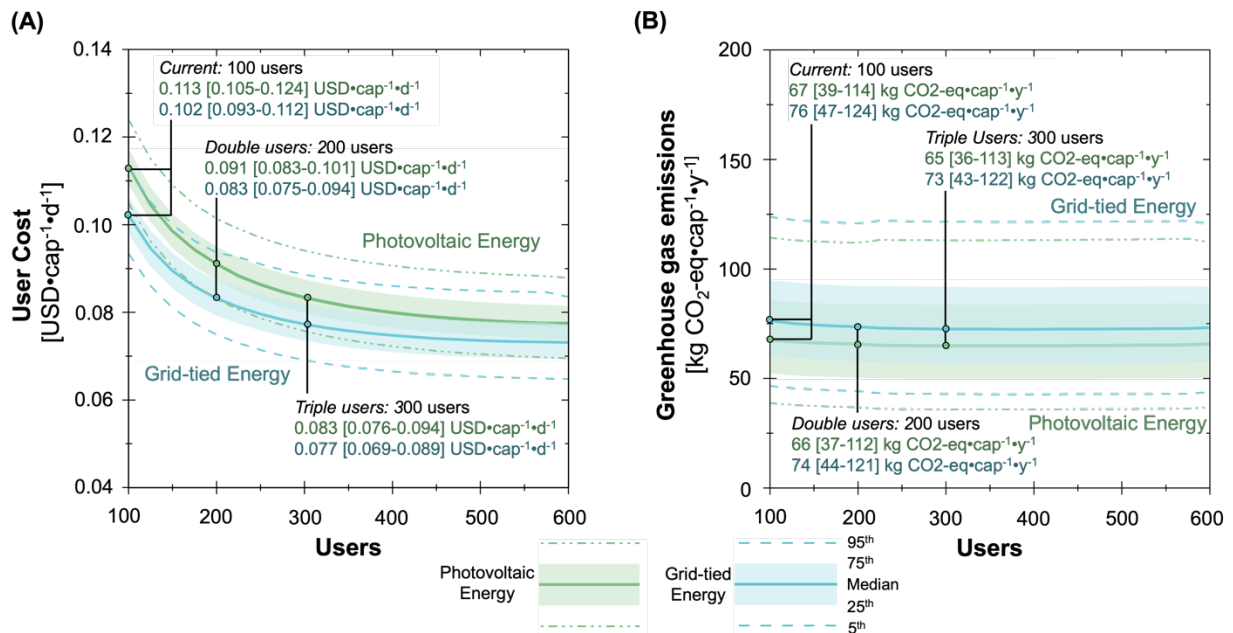 (A)
User Cost
[USD•cap⁻¹•d⁻¹]
0.14
0.12
0.10
0.08
0.06
0.04
Current: 100 users
0.113 [0.105-0.124] USD•cap⁻¹•d⁻¹
0.102 [0.093-0.112] USD•cap⁻¹•d⁻¹
Double users: 200 users
0.091 [0.083-0.101] USD•cap⁻¹•d⁻¹
0.083 [0.075-0.094] USD•cap⁻¹•d⁻¹
Photovoltaic Energy
Grid-tied Energy
Triple users: 300 users
0.083 [0.076-0.094] USD•cap⁻¹•d⁻¹
0.077 [0.069-0.089] USD•cap⁻¹•d⁻¹
100 200 300 400 500 600
Users
(B)
Greenhouse gas emissions
[kg CO₂-eq•cap⁻¹•y⁻¹]
200
150
100
50
0
Current: 100 users
67 [39-114] kg CO2-eq•cap⁻¹•y⁻¹
76 [47-124] kg CO2-eq•cap⁻¹•y⁻¹
Triple Users: 300 users
65 [36-113] kg CO2-eq•cap⁻¹•y⁻¹
73 [43-122] kg CO2-eq•cap⁻¹•y⁻¹
Grid-tied Energy
Photovoltaic Energy
Double users: 200 users
66 [37-112] kg CO2-eq•cap⁻¹•y⁻¹
74 [44-121] kg CO2-eq•cap⁻¹•y⁻¹
100 200 300 400 500 600
Users
Photovoltaic
Energy
Grid-tied
Energy
95ᵗʰ
75ᵗʰ
Median
25ᵗʰ
5ᵗʰ